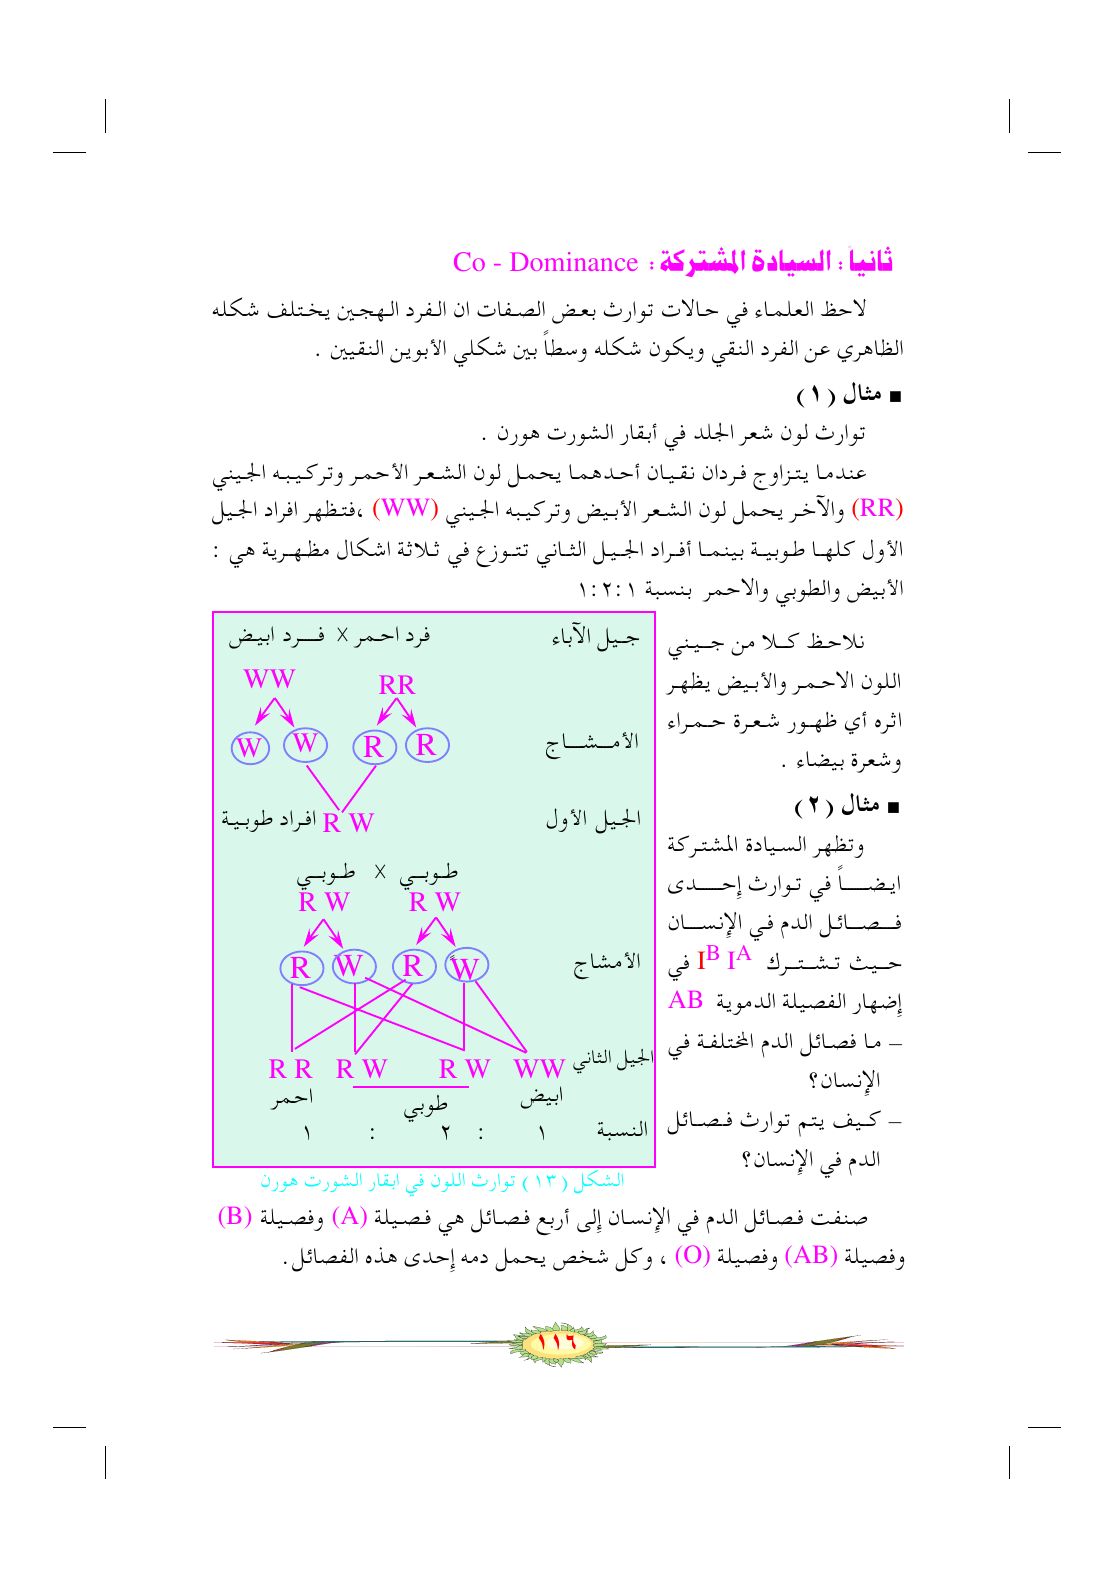 ثانياً : السيادة المشتركة : Co - Dominance
لاحظ العلماء في حالات توارث بعض الصفات ان الفرد الهجين يختلف شكله
الظاهري عن الفرد النقي ويكون شكله وسطاً بين شكلي الأبوين النقيين .
■ مثال ( ١ )
توارث لون شعر الجلد في أبقار الشورت هورن .
عندما يتزاوج فردان نقيان أحدهما يحمل لون الشعر الأحمر وتركيبه الجيني
(RR) والآخر يحمل لون الشعر الأبيض وتركيبه الجيني (WW) ،فتظهر افراد الجيل
الأول كلها طوبية بينما أفراد الجيل الثاني تتوزع في ثلاثة اشكال مظهرية هي :
الأبيض والطوبي والاحمر بنسبة ١:٢:١
نلاحظ كلا من جيني
اللون الاحمر والأبيض يظهر
اثره أي ظهور شعرة حمراء
وشعرة بيضاء .
■ مثال ( ٢ )
وتظهر السيادة المشتركة
ايضاً في توارث إحدى
فصائل الدم في الإنسان
حيث تشترك IB IA في
إضهار الفصيلة الدموية AB
– ما فصائل الدم المختلفة في
الإنسان؟
– كيف يتم توارث فصائل
الدم في الإنسان؟
جيل الآباء فرد احمر X فرد ابيض
WW RR
الأمشاج W W R R
الجيل الأول R W افراد طوبية
طوبي X طوبي
R W R W
الأمشاج R W R W
الجيل الثاني R R R W R W WW
احمر طوبي ابيض
النسبة ١ : ٢ : ١
الشكل ( ١٣ ) توارث اللون في ابقار الشورت هورن
صنفت فصائل الدم في الإنسان إلى أربع فصائل هي فصيلة (A) وفصيلة (B)
وفصيلة (AB) وفصيلة (O) ، وكل شخص يحمل دمه إحدى هذه الفصائل.
١١٦